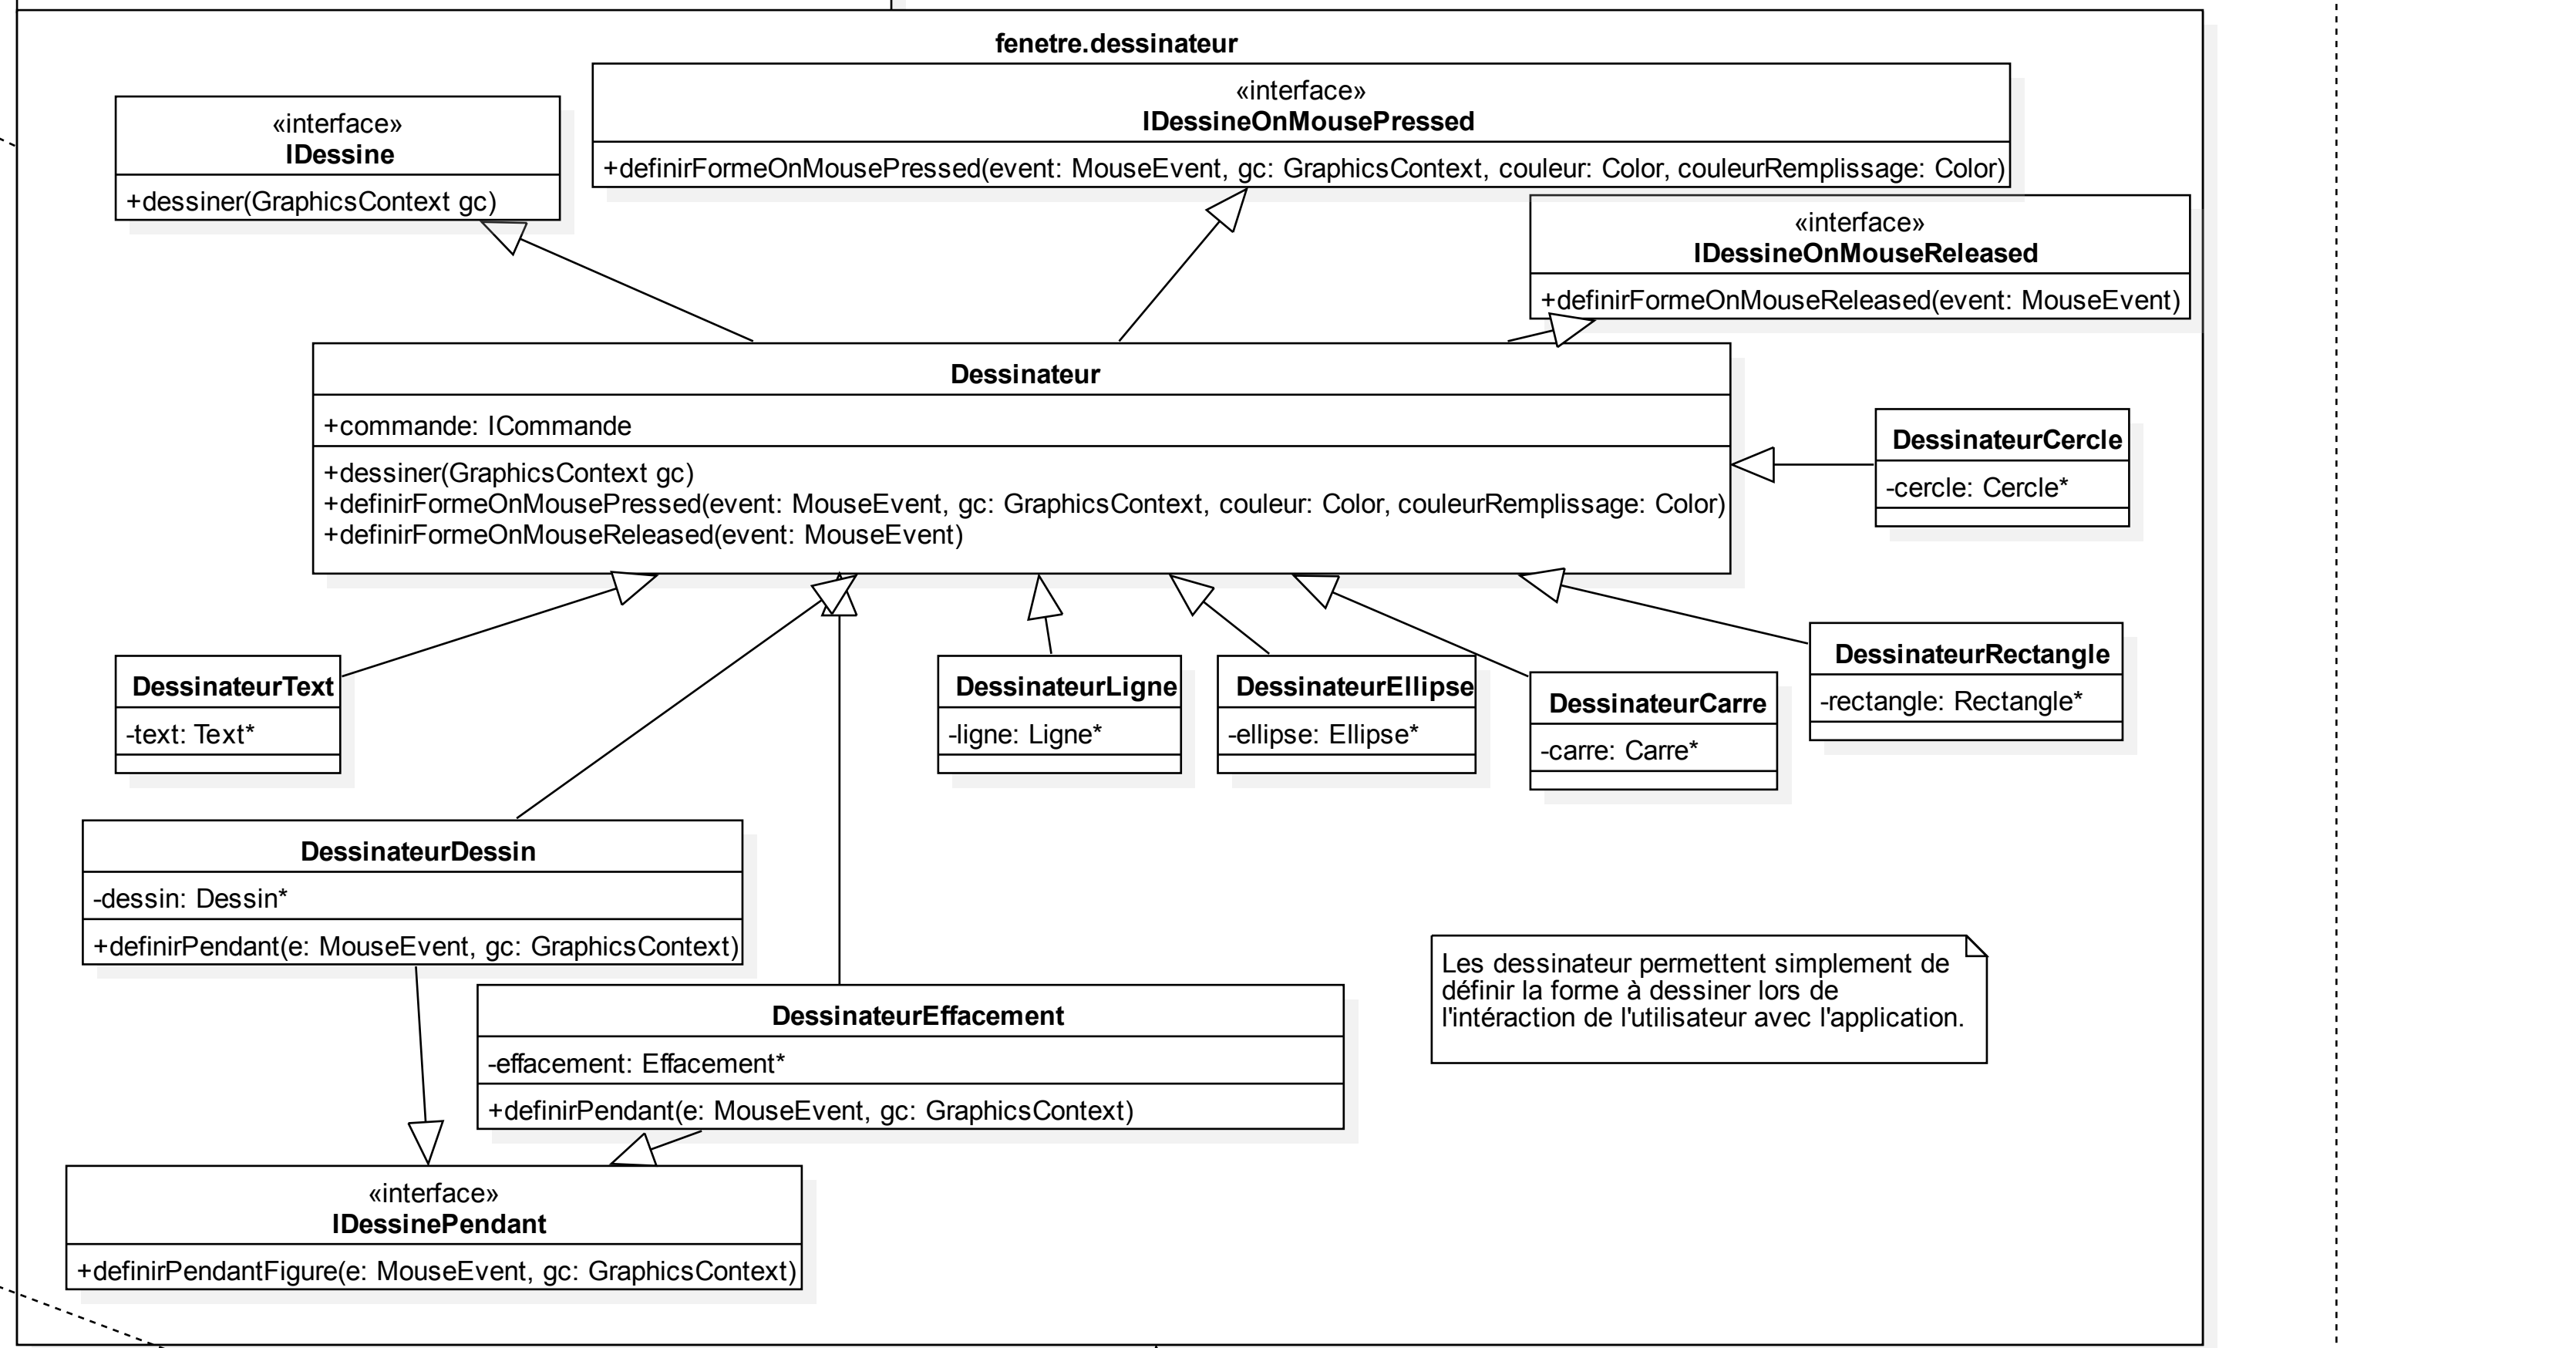 fenetre.dessinateur
«interface»
IDessine
+dessiner(GraphicsContext gc)
«interface»
IDessineOnMousePressed
+definirFormeOnMousePressed(event: MouseEvent, gc: GraphicsContext, couleur: Color, couleurRemplissage: Color)
«interface»
IDessineOnMouseReleased
+definirFormeOnMouseReleased(event: MouseEvent)
Dessinateur
+commande: ICommande
+dessiner(GraphicsContext gc)
+definirFormeOnMousePressed(event: MouseEvent, gc: GraphicsContext, couleur: Color, couleurRemplissage: Color)
+definirFormeOnMouseReleased(event: MouseEvent)
DessinateurCercle
-cercle: Cercle*
DessinateurText
-text: Text*
DessinateurLigne
-ligne: Ligne*
DessinateurEllipse
-ellipse: Ellipse*
DessinateurCarre
-carre: Carre*
DessinateurRectangle
-rectangle: Rectangle*
DessinateurDessin
-dessin: Dessin*
+definirPendant(e: MouseEvent, gc: GraphicsContext)
DessinateurEffacement
-effacement: Effacement*
+definirPendant(e: MouseEvent, gc: GraphicsContext)
Les dessinateur permettent simplement de
définir la forme à dessiner lors de
l'intéraction de l'utilisateur avec l'application.
«interface»
IDessinePendant
+definirPendantFigure(e: MouseEvent, gc: GraphicsContext)